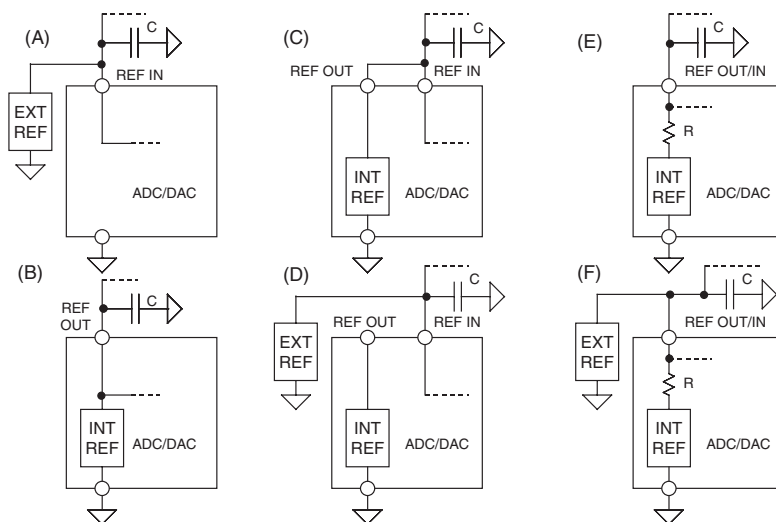 (A)
C
REF IN
EXT
REF
ADC/DAC
(B)
REF
OUT
C
INT
REF
ADC/DAC
(C)
C
REF OUT
REF IN
INT
REF
ADC/DAC
(D)
C
REF OUT
REF IN
EXT
REF
INT
REF
ADC/DAC
(E)
C
REF OUT/IN
R
INT
REF
ADC/DAC
(F)
C
REF OUT/IN
EXT
REF
R
INT
REF
ADC/DAC